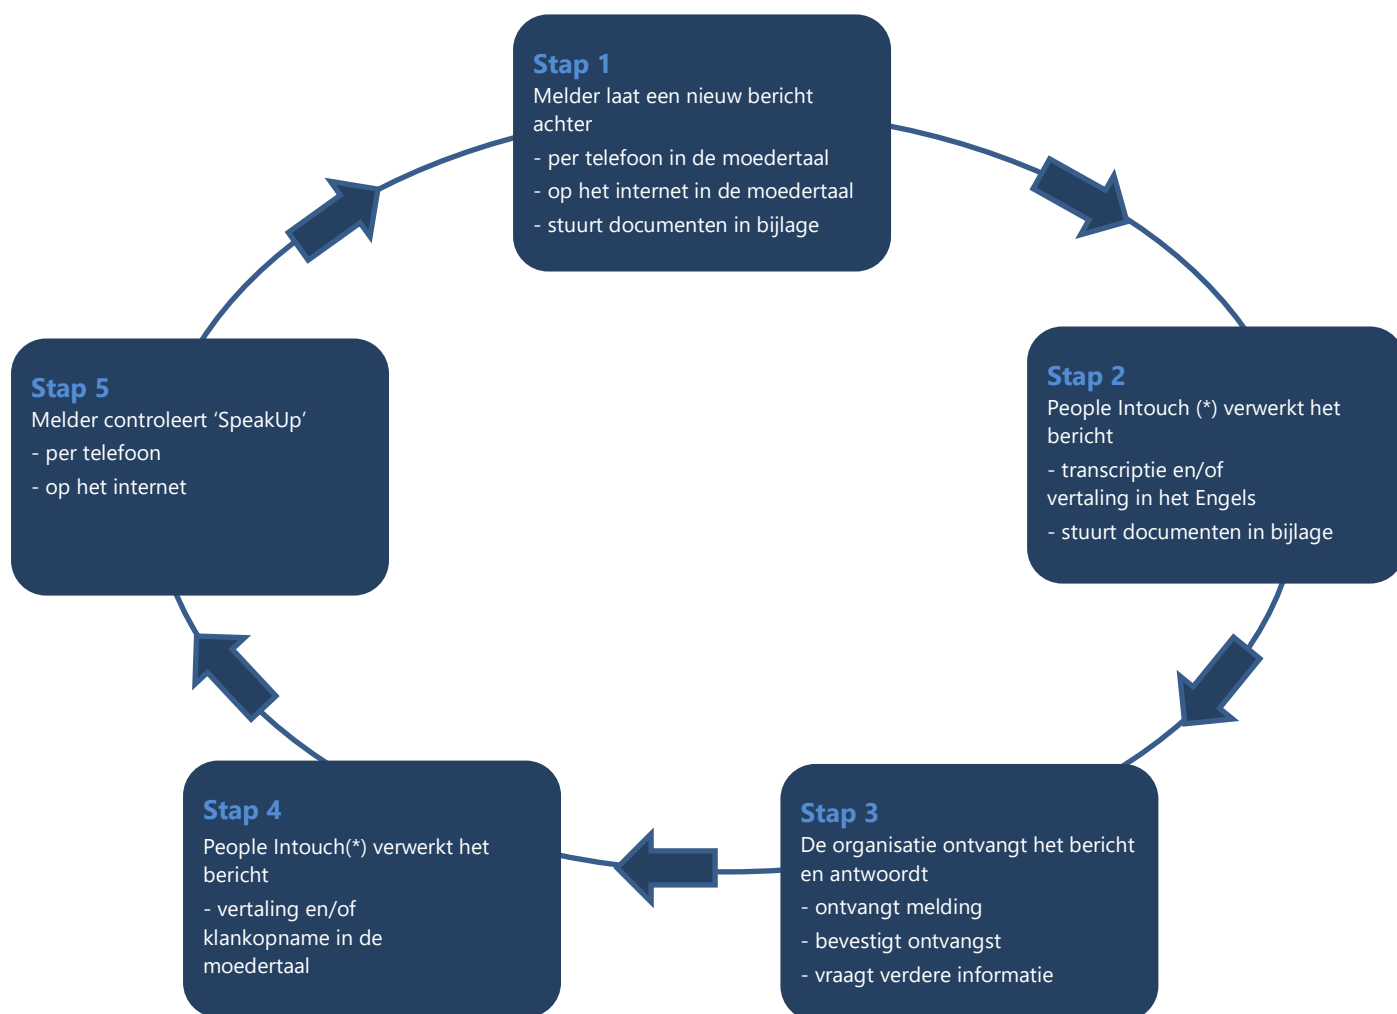 Stap 1
Melder laat een nieuw bericht
achter
- per telefoon in de moedertaal
- op het internet in de moedertaal
- stuurt documenten in bijlage
Stap 2
People Intouch (*) verwerkt het
bericht
- transcriptie en/of
vertaling in het Engels
- stuurt documenten in bijlage
Stap 3
De organisatie ontvangt het bericht
en antwoordt
- ontvangt melding
- bevestigt ontvangst
- vraagt verdere informatie
Stap 4
People Intouch(*) verwerkt het
bericht
- vertaling en/of
klankopname in de
moedertaal
Stap 5
Melder controleert ‘SpeakUp’
- per telefoon
- op het internet